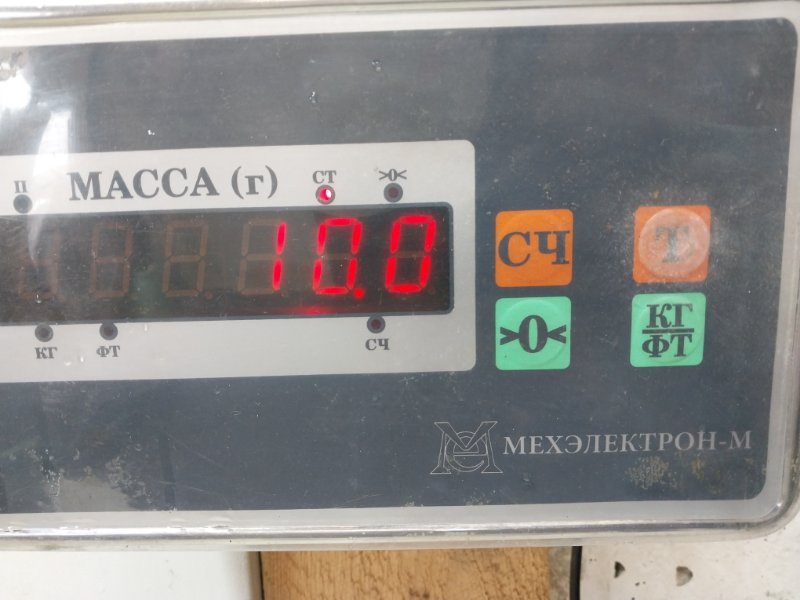 П МАССА (г) СТ >0<
10.0
КГ ФТ СЧ
СЧ Т
>0< КГ/ФТ
МЕХЭЛЕКТРОН-М